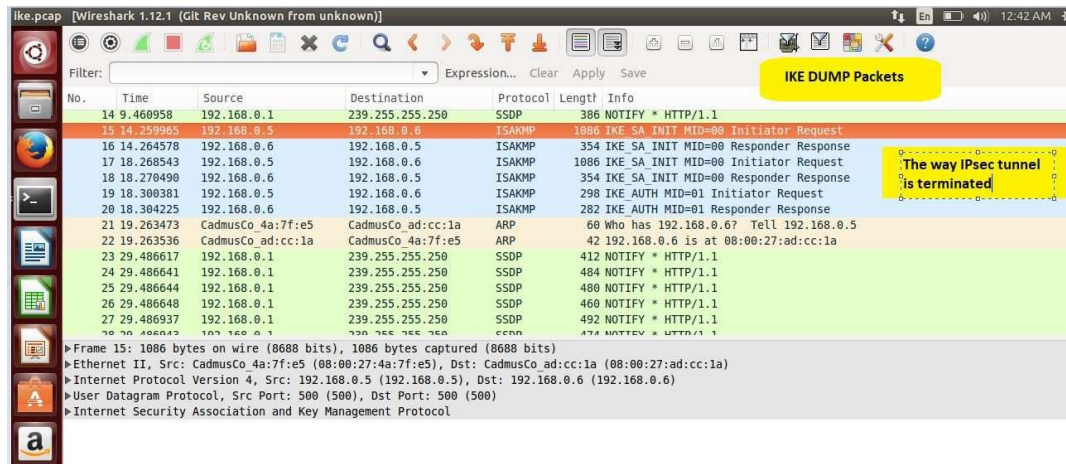 ike.pcap [Wireshark 1.12.1 (Git Rev Unknown from unknown)] En 12:42 AM
Filter: Expression... Clear Apply Save
IKE DUMP Packets
No. Time Source Destination Protocol Length Info
14 9.460958 192.168.0.1 239.255.255.250 SSDP 386 NOTIFY * HTTP/1.1
15 14.259965 192.168.0.5 192.168.0.6 ISAKMP 1086 IKE_SA_INIT MID=00 Initiator Request
16 14.264578 192.168.0.6 192.168.0.5 ISAKMP 354 IKE_SA_INIT MID=00 Responder Response
17 18.268543 192.168.0.5 192.168.0.6 ISAKMP 1086 IKE_SA_INIT MID=00 Initiator Request
18 18.270490 192.168.0.6 192.168.0.5 ISAKMP 354 IKE_SA_INIT MID=00 Responder Response
19 18.300381 192.168.0.5 192.168.0.6 ISAKMP 298 IKE_AUTH MID=01 Initiator Request
20 18.304225 192.168.0.6 192.168.0.5 ISAKMP 282 IKE_AUTH MID=01 Responder Response
The way IPsec tunnel
is terminated
21 19.263473 CadmusCo_4a:7f:e5 CadmusCo_ad:cc:1a ARP 60 Who has 192.168.0.6? Tell 192.168.0.5
22 19.263536 CadmusCo_ad:cc:1a CadmusCo_4a:7f:e5 ARP 42 192.168.0.6 is at 08:00:27:ad:cc:1a
23 29.486617 192.168.0.1 239.255.255.250 SSDP 412 NOTIFY * HTTP/1.1
24 29.486641 192.168.0.1 239.255.255.250 SSDP 484 NOTIFY * HTTP/1.1
25 29.486644 192.168.0.1 239.255.255.250 SSDP 480 NOTIFY * HTTP/1.1
26 29.486648 192.168.0.1 239.255.255.250 SSDP 460 NOTIFY * HTTP/1.1
27 29.486937 192.168.0.1 239.255.255.250 SSDP 492 NOTIFY * HTTP/1.1
28 29.486943 192.168.0.1 239.255.255.250 SSDP 474 NOTIFY * HTTP/1.1
Frame 15: 1086 bytes on wire (8688 bits), 1086 bytes captured (8688 bits)
Ethernet II, Src: CadmusCo_4a:7f:e5 (08:00:27:4a:7f:e5), Dst: CadmusCo_ad:cc:1a (08:00:27:ad:cc:1a)
Internet Protocol Version 4, Src: 192.168.0.5 (192.168.0.5), Dst: 192.168.0.6 (192.168.0.6)
User Datagram Protocol, Src Port: 500 (500), Dst Port: 500 (500)
Internet Security Association and Key Management Protocol
a